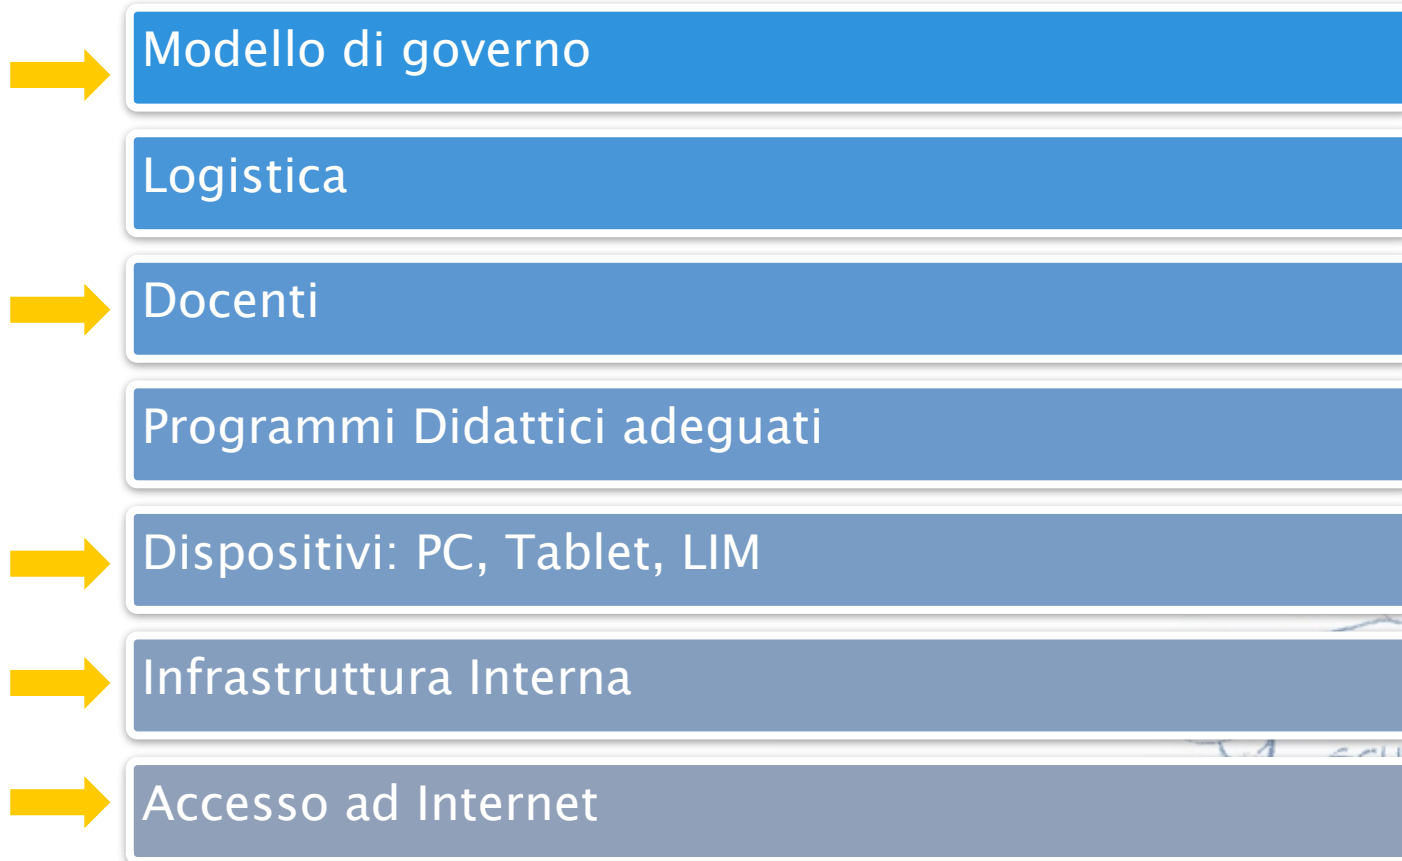 Modello di governo
Logistica
Docenti
Programmi Didattici adeguati
Dispositivi: PC, Tablet, LIM
Infrastruttura Interna
Accesso ad Internet